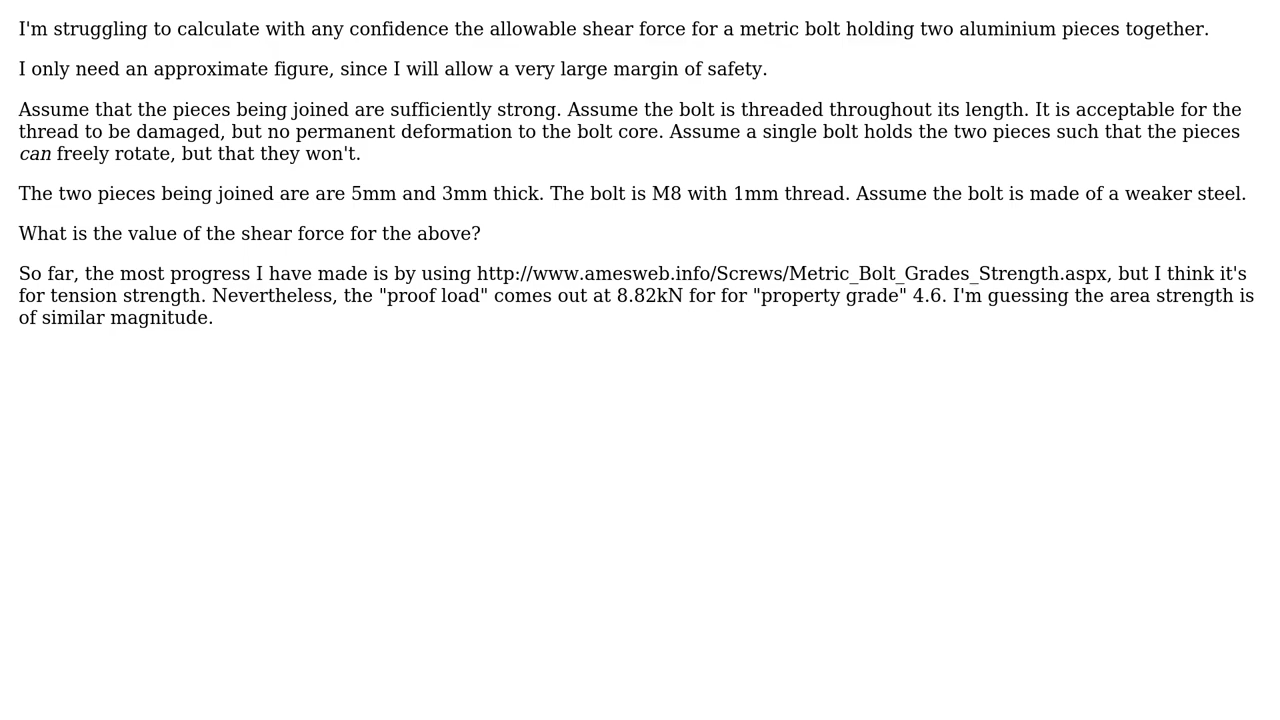 I'm struggling to calculate with any confidence the allowable shear force for a metric bolt holding two aluminium pieces together.
I only need an approximate figure, since I will allow a very large margin of safety.
Assume that the pieces being joined are sufficiently strong. Assume the bolt is threaded throughout its length. It is acceptable for the
thread to be damaged, but no permanent deformation to the bolt core. Assume a single bolt holds the two pieces such that the pieces
can freely rotate, but that they won't.
The two pieces being joined are are 5mm and 3mm thick. The bolt is M8 with 1mm thread. Assume the bolt is made of a weaker steel.
What is the value of the shear force for the above?
So far, the most progress I have made is by using http://www.amesweb.info/Screws/Metric_Bolt_Grades_Strength.aspx, but I think it's
for tension strength. Nevertheless, the "proof load" comes out at 8.82kN for for "property grade" 4.6. I'm guessing the area strength is
of similar magnitude.